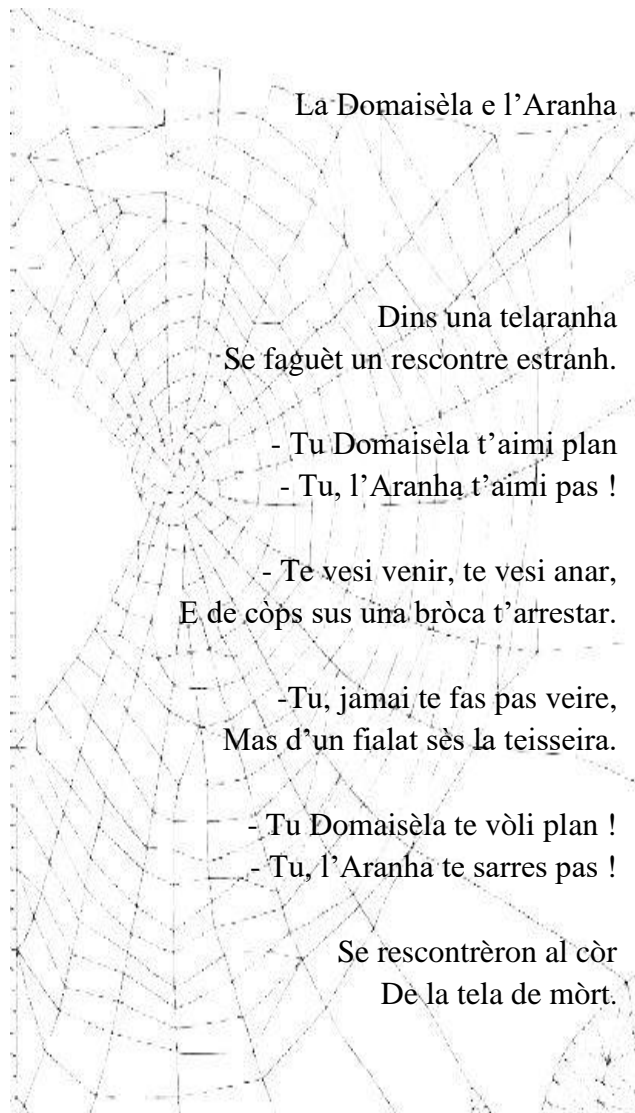 La Domaisèla e l’Aranha
Dins una telaranha
Se faguèt un rescontre estranh.
- Tu Domaisèla t’aimi plan
- Tu, l’Aranha t’aimi pas !
- Te vesi venir, te vesi anar,
E de còps sus una bròca t’arrestar.
-Tu, jamai te fas pas veire,
Mas d’un fialat sès la teisseira.
- Tu Domaisèla te vòli plan !
- Tu, l’Aranha te sarres pas !
Se rescontrèron al còr
De la tela de mòrt.